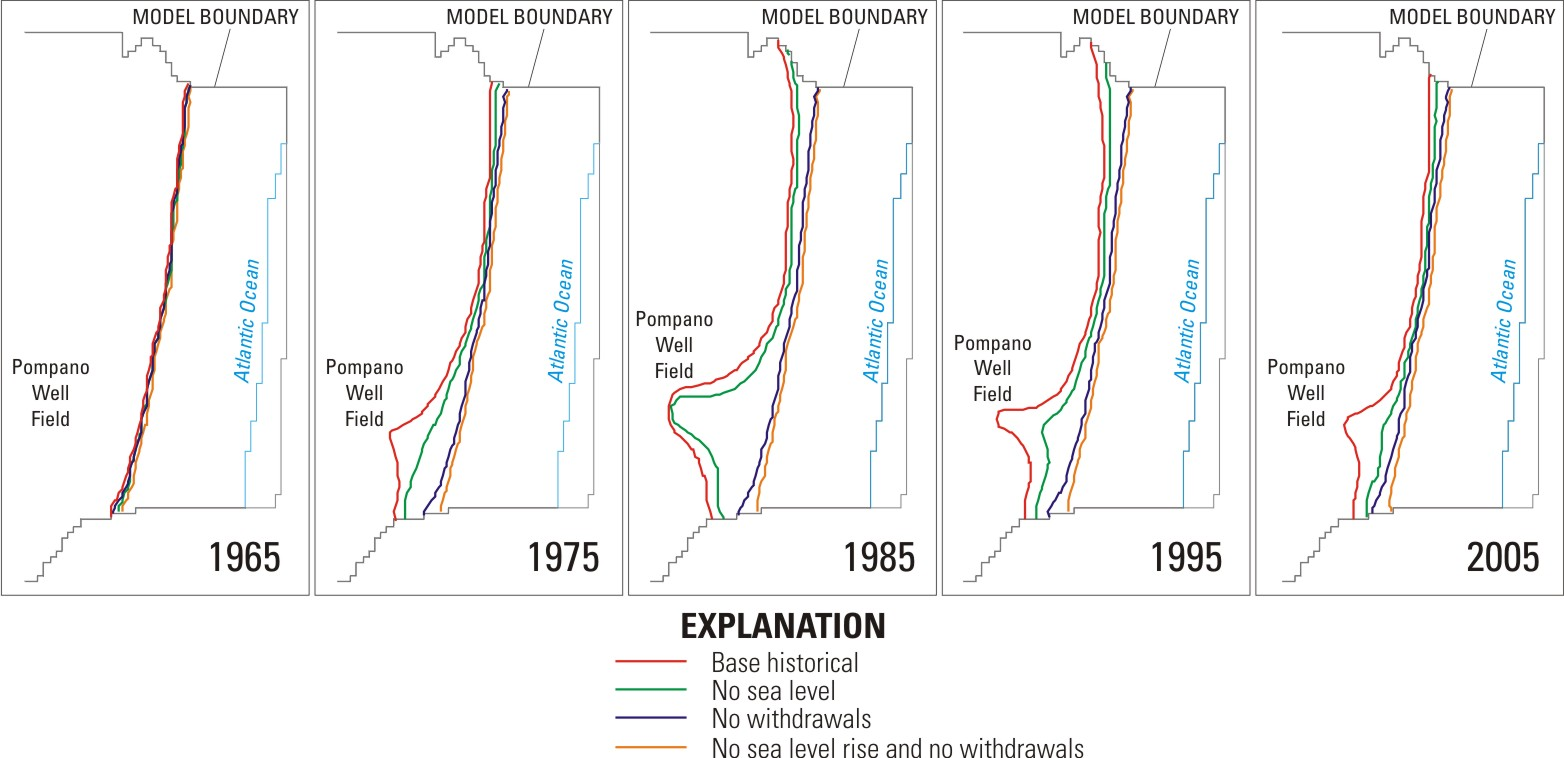 MODEL BOUNDARY
Atlantic Ocean
Pompano
Well
Field
1965
MODEL BOUNDARY
Atlantic Ocean
Pompano
Well
Field
1975
MODEL BOUNDARY
Atlantic Ocean
Pompano
Well
Field
1985
MODEL BOUNDARY
Atlantic Ocean
Pompano
Well
Field
1995
MODEL BOUNDARY
Atlantic Ocean
Pompano
Well
Field
2005
EXPLANATION
Base historical
No sea level
No withdrawals
No sea level rise and no withdrawals